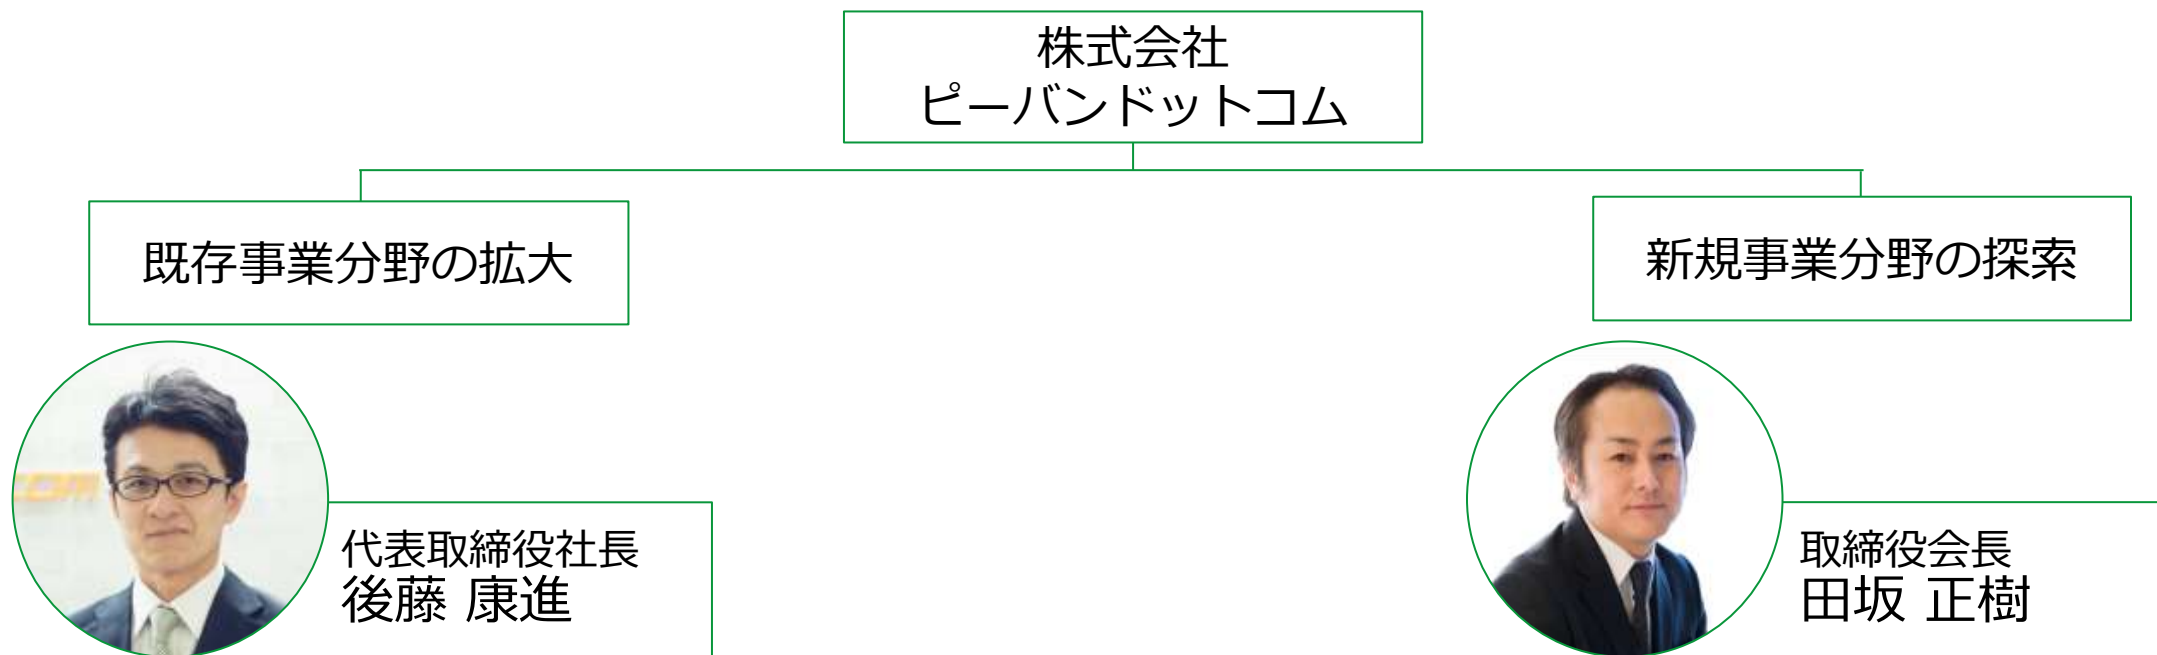 株式会社
ピーバンドットコム
既存事業分野の拡大
新規事業分野の探索
代表取締役社長
後藤 康進
取締役会長
田坂 正樹